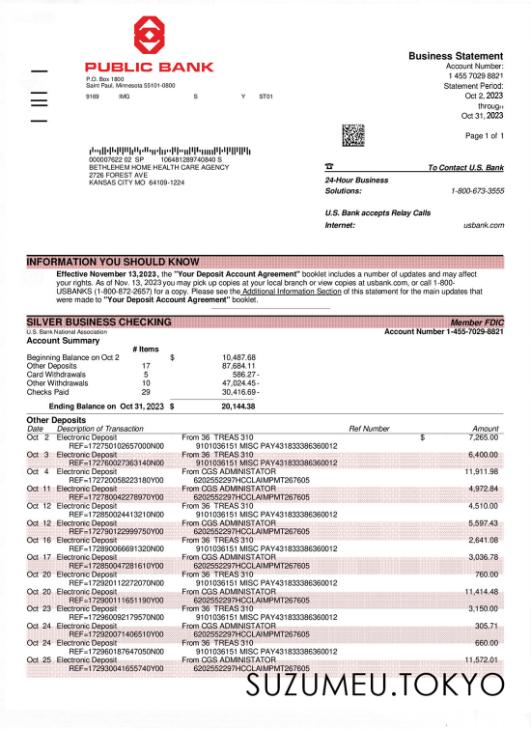 PUBLIC BANK
P.O. Box 1800
Saint Paul, Minnesota 55101-0800
9169 IMG S Y ST01
Business Statement
Account Number:
1 455 7029 8821
Statement Period:
Oct 2, 2023
through
Oct 31, 2023
Page 1 of 1
000007622 02 SP 106481289740840 S
BETHLEHEM HOME HEALTH CARE AGENCY
2726 FOREST AVE
KANSAS CITY MO 64109-1224
☎ To Contact U.S. Bank
24-Hour Business
Solutions: 1-800-673-3555
U.S. Bank accepts Relay Calls
Internet: usbank.com
INFORMATION YOU SHOULD KNOW
Effective November 13,2023, the "Your Deposit Account Agreement" booklet includes a number of updates and may affect
your rights. As of Nov. 13, 2023 you may pick up copies at your local branch or view copies at usbank.com, or call 1-800-
USBANKS (1-800-872-2657) for a copy. Please see the Additional Information Section of this statement for the main updates that
were made to "Your Deposit Account Agreement" booklet.
SILVER BUSINESS CHECKING Member FDIC
U.S. Bank National Association Account Number 1-455-7029-8821
Account Summary
# Items
Beginning Balance on Oct 2 $ 10,487.68
Other Deposits 17 87,684.11
Card Withdrawals 5 586.27-
Other Withdrawals 10 47,024.45-
Checks Paid 29 30,416.69-
Ending Balance on Oct 31, 2023 $ 20,144.38
Other Deposits
Date Description of Transaction Ref Number Amount
Oct 2 Electronic Deposit From 36 TREAS 310 $ 7,265.00
REF=172750102657000N00 9101036151 MISC PAY431833386360012
Oct 3 Electronic Deposit From 36 TREAS 310 6,400.00
REF=172760027363140N00 9101036151 MISC PAY431833386360012
Oct 4 Electronic Deposit From CGS ADMINISTRATOR 11,911.98
REF=172720058223180Y00 6202552297HCCLAIMPMT267605
Oct 11 Electronic Deposit From CGS ADMINISTATOR 4,972.84
REF=172780042278970Y00 6202552297HCCLAIMPMT267605
Oct 12 Electronic Deposit From 36 TREAS 310 4,510.00
REF=172850024413210N00 9101036151 MISC PAY431833386360012
Oct 12 Electronic Deposit From CGS ADMINISTATOR 5,597.43
REF=172790122999750Y00 6202552297HCCLAIMPMT267605
Oct 16 Electronic Deposit From 36 TREAS 310 2,641.08
REF=172890066691320N00 9101036151 MISC PAY431833386360012
Oct 17 Electronic Deposit From CGS ADMINISTATOR 3,036.78
REF=172850047281610Y00 6202552297HCCLAIMPMT267605
Oct 20 Electronic Deposit From 36 TREAS 310 760.00
REF=172920112272070N00 9101036151 MISC PAY431833386360012
Oct 20 Electronic Deposit From CGS ADMINISTATOR 11,414.48
REF=172900111651190Y00 6202552297HCCLAIMPMT267605
Oct 23 Electronic Deposit From 36 TREAS 310 3,150.00
REF=172960092179570N00 9101036151 MISC PAY431833386360012
Oct 24 Electronic Deposit From CGS ADMINISTATOR 305.71
REF=172920071406510Y00 6202552297HCCLAIMPMT267605
Oct 24 Electronic Deposit From 36 TREAS 310 660.00
REF=172960187647050N00 9101036151 MISC PAY431833386360012
Oct 25 Electronic Deposit From CGS ADMINISTATOR 11,572.01
REF=172930041655740Y00 6202552297HCCLAIMPMT267605
SUZUMEU.TOKYO